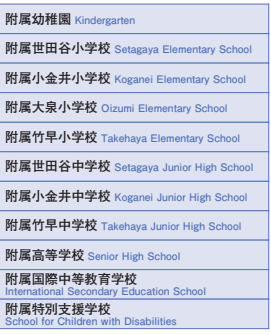 附属幼稚園 Kindergarten
附属世田谷小学校 Setagaya Elementary School
附属小金井小学校 Koganei Elementary School
附属大泉小学校 Oizumi Elementary School
附属竹早小学校 Takehaya Elementary School
附属世田谷中学校 Setagaya Junior High School
附属小金井中学校 Koganei Junior High School
附属竹早中学校 Takehaya Junior High School
附属高等学校 Senior High School
附属国際中等教育学校
International Secondary Education School
附属特別支援学校
School for Children with Disabilities